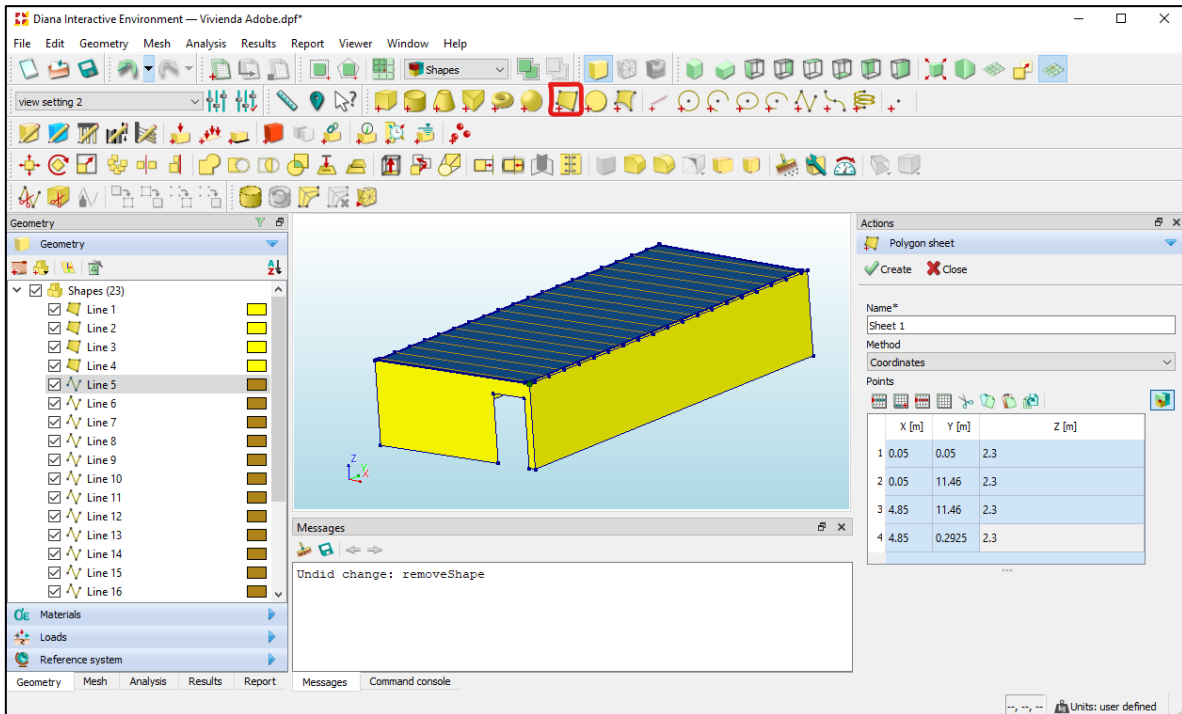 Diana Interactive Environment — Vivienda Adobe.dpf*
File Edit Geometry Mesh Analysis Results Report Viewer Window Help
Shapes
view setting 2
Geometry
Geometry
Shapes (23)
Line 1
Line 2
Line 3
Line 4
Line 5
Line 6
Line 7
Line 8
Line 9
Line 10
Line 11
Line 12
Line 13
Line 14
Line 15
Line 16
Materials
Loads
Reference system
Geometry Mesh Analysis Results Report
Z
Y
X
Messages
Undid change: removeShape
Messages Command console
Actions
Polygon sheet
Create Close
Name*
Sheet 1
Method
Coordinates
Points
X [m] Y [m] Z [m]
1 0.05 0.05 2.3
2 0.05 11.46 2.3
3 4.85 11.46 2.3
4 4.85 0.2925 2.3
--, --, -- Units: user defined